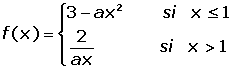 f(x) = { 3 − ax² si x ≤ 1
2/(ax) si x > 1